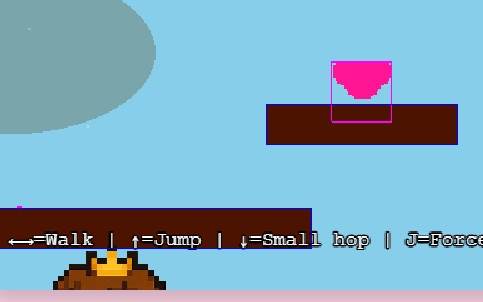 ←→=Walk | ↑=Jump | ↓=Small hop | J=Force